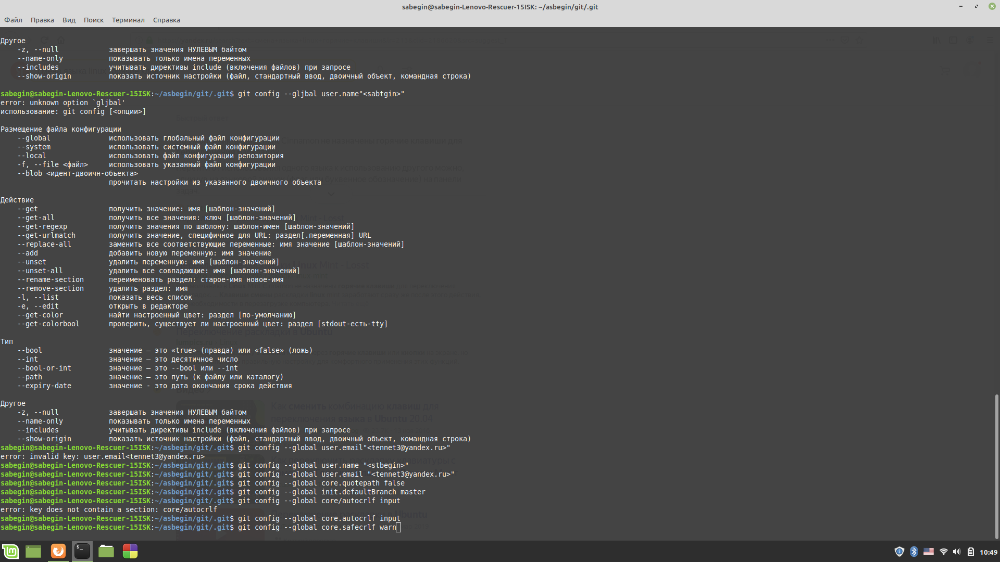 sabegin@sabegin-Lenovo-Rescuer-15ISK: ~/asbegin/git/.git
Файл Правка Вид Поиск Терминал Справка
Другое
    -z, --null            завершать значения НУЛЕВЫМ байтом
    --name-only           показывать только имена переменных
    --includes            учитывать директивы include (включения файлов) при запросе
    --show-origin         показать источник настройки (файл, стандартный ввод, двоичный объект, командная строка)
sabegin@sabegin-Lenovo-Rescuer-15ISK:~/asbegin/git/.git$ git config --gljbal user.name"<sabtgin>"
error: unknown option `gljbal'
использование: git config [<опции>]
Размещение файла конфигурации
    --global              использовать глобальный файл конфигурации
    --system              использовать системный файл конфигурации
    --local               использовать файл конфигурации репозитория
    -f, --file <файл>     использовать указанный файл конфигурации
    --blob <идент-двоичн-объекта>
                          прочитать настройки из указанного двоичного объекта
Действие
    --get                 получить значение: имя [шаблон-значений]
    --get-all             получить все значения: ключ [шаблон-значений]
    --get-regexp          получить значения по шаблону: шаблон-имен [шаблон-значений]
    --get-urlmatch        получить значение, специфичное для URL: раздел[.переменная] URL
    --replace-all         заменить все соответствующие переменные: имя значение [шаблон-значений]
    --add                 добавить новую переменную: имя значение
    --unset               удалить переменную: имя [шаблон-значений]
    --unset-all           удалить все совпадающие: имя [шаблон-значений]
    --rename-section      переименовать раздел: старое-имя новое-имя
    --remove-section      удалить раздел: имя
    -l, --list            показать весь список
    -e, --edit            открыть в редакторе
    --get-color           найти настроенный цвет: раздел [по-умолчанию]
    --get-colorbool       проверить, существует ли настроенный цвет: раздел [stdout-есть-tty]
Тип
    --bool                значение — это «true» (правда) или «false» (ложь)
    --int                 значение — это десятичное число
    --bool-or-int         значение — это --bool или --int
    --path                значение — это путь (к файлу или каталогу)
    --expiry-date         значение - это дата окончания срока действия
Другое
    -z, --null            завершать значения НУЛЕВЫМ байтом
    --name-only           показывать только имена переменных
    --includes            учитывать директивы include (включения файлов) при запросе
    --show-origin         показать источник настройки (файл, стандартный ввод, двоичный объект, командная строка)
sabegin@sabegin-Lenovo-Rescuer-15ISK:~/asbegin/git/.git$ git config --global user.email"<tennet3@yandex.ru>"
error: invalid key: user.email<tennet3@yandex.ru>
sabegin@sabegin-Lenovo-Rescuer-15ISK:~/asbegin/git/.git$ git config --global user.name "<stbegin>"
sabegin@sabegin-Lenovo-Rescuer-15ISK:~/asbegin/git/.git$ git config --global user.email "<tennet3@yandex.ru>"
sabegin@sabegin-Lenovo-Rescuer-15ISK:~/asbegin/git/.git$ git config --global core.quotepath false
sabegin@sabegin-Lenovo-Rescuer-15ISK:~/asbegin/git/.git$ git config --global init.defaultBranch master
sabegin@sabegin-Lenovo-Rescuer-15ISK:~/asbegin/git/.git$ git config --global core/autocrlf input
error: key does not contain a section: core/autocrlf
sabegin@sabegin-Lenovo-Rescuer-15ISK:~/asbegin/git/.git$ git config --global core.autocrlf input
sabegin@sabegin-Lenovo-Rescuer-15ISK:~/asbegin/git/.git$ git config --global core.safecrlf warn
10:49